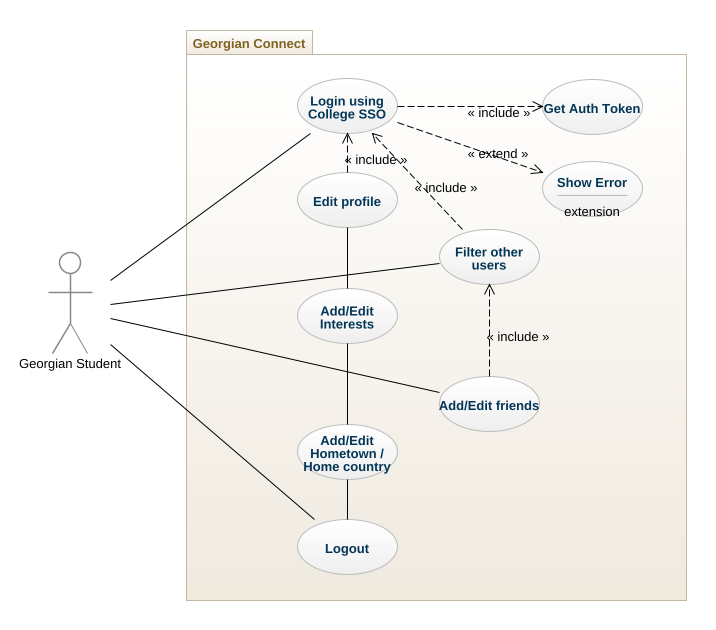 Georgian Connect
Login using
College SSO
« include »
Get Auth Token
« include »
« extend »
Show Error
extension
« include »
Edit profile
Filter other
users
Georgian Student
Add/Edit
Interests
« include »
Add/Edit friends
Add/Edit
Hometown /
Home country
Logout